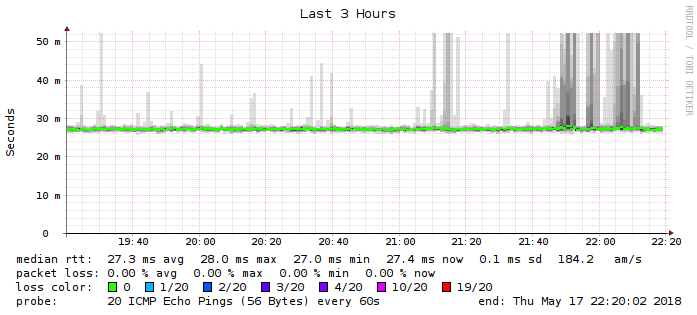 Last 3 Hours
RRDTOOL / TOBI OETIKER
Seconds
50 m
40 m
30 m
20 m
10 m
0
19:40 20:00 20:20 20:40 21:00 21:20 21:40 22:00 22:20
median rtt: 27.3 ms avg 28.0 ms max 27.0 ms min 27.4 ms now 0.1 ms sd 184.2 am/s
packet loss: 0.00 % avg 0.00 % max 0.00 % min 0.00 % now
loss color: 0 1/20 2/20 3/20 4/20 10/20 19/20
probe: 20 ICMP Echo Pings (56 Bytes) every 60s end: Thu May 17 22:20:02 2018